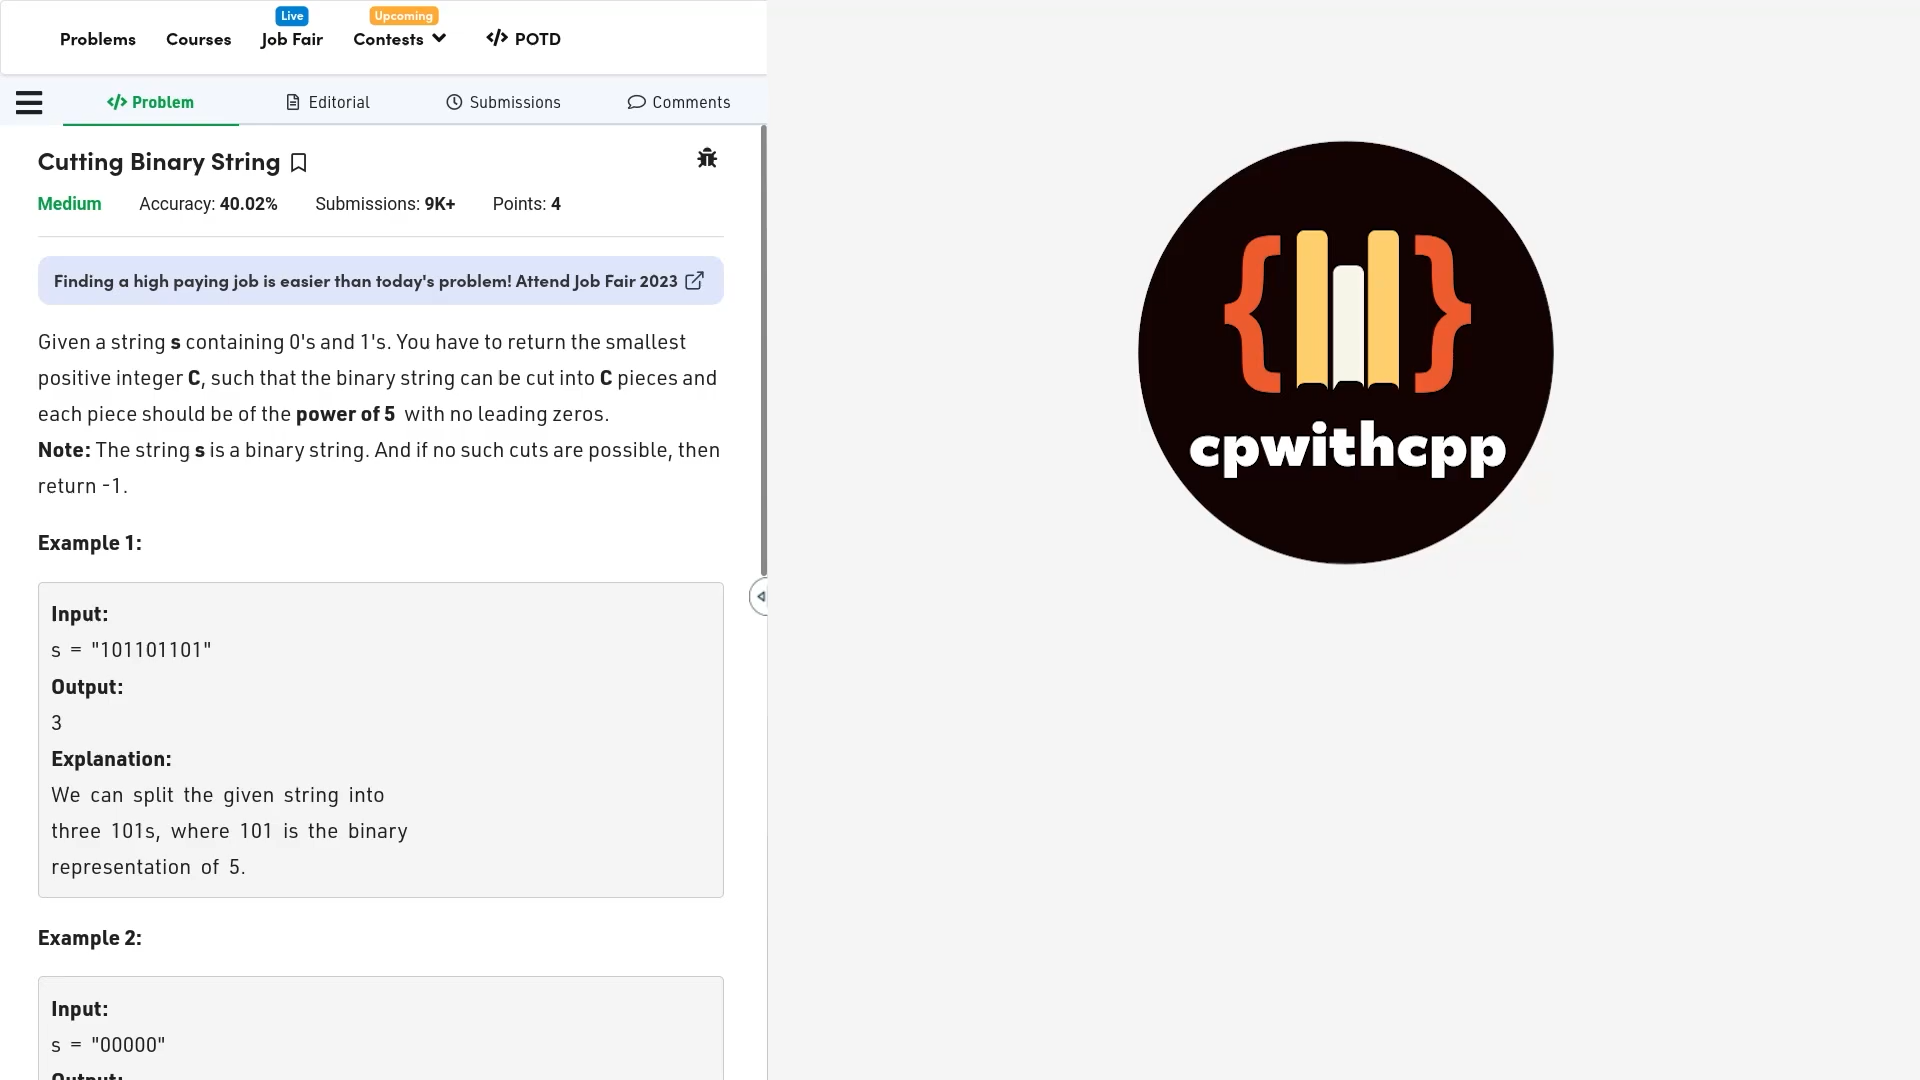 Live
Upcoming
Problems Courses Job Fair Contests </> POTD
</> Problem Editorial Submissions Comments
Cutting Binary String
Medium Accuracy: 40.02% Submissions: 9K+ Points: 4
Finding a high paying job is easier than today's problem! Attend Job Fair 2023
Given a string s containing 0's and 1's. You have to return the smallest
positive integer C, such that the binary string can be cut into C pieces and
each piece should be of the power of 5 with no leading zeros.
Note: The string s is a binary string. And if no such cuts are possible, then
return -1.
Example 1:
Input:
s = "101101101"
Output:
3
Explanation:
We can split the given string into
three 101s, where 101 is the binary
representation of 5.
Example 2:
Input:
s = "00000"
Output:
cpwithcpp